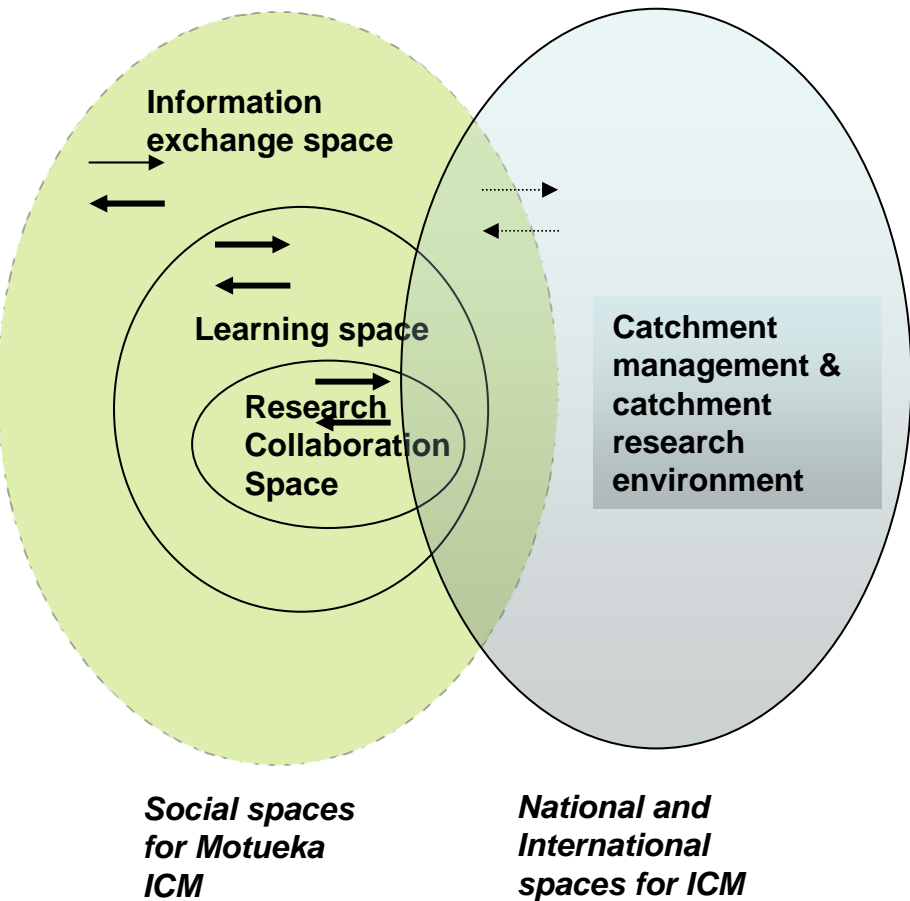 Information
exchange space
Learning space
Research
Collaboration
Space
Catchment
management &
catchment
research
environment
Social spaces
for Motueka
ICM
National and
International
spaces for ICM